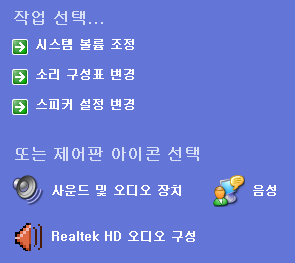 작업 선택...
시스템 볼륨 조정
소리 구성표 변경
스피커 설정 변경
또는 제어판 아이콘 선택
사운드 및 오디오 장치
음성
Realtek HD 오디오 구성